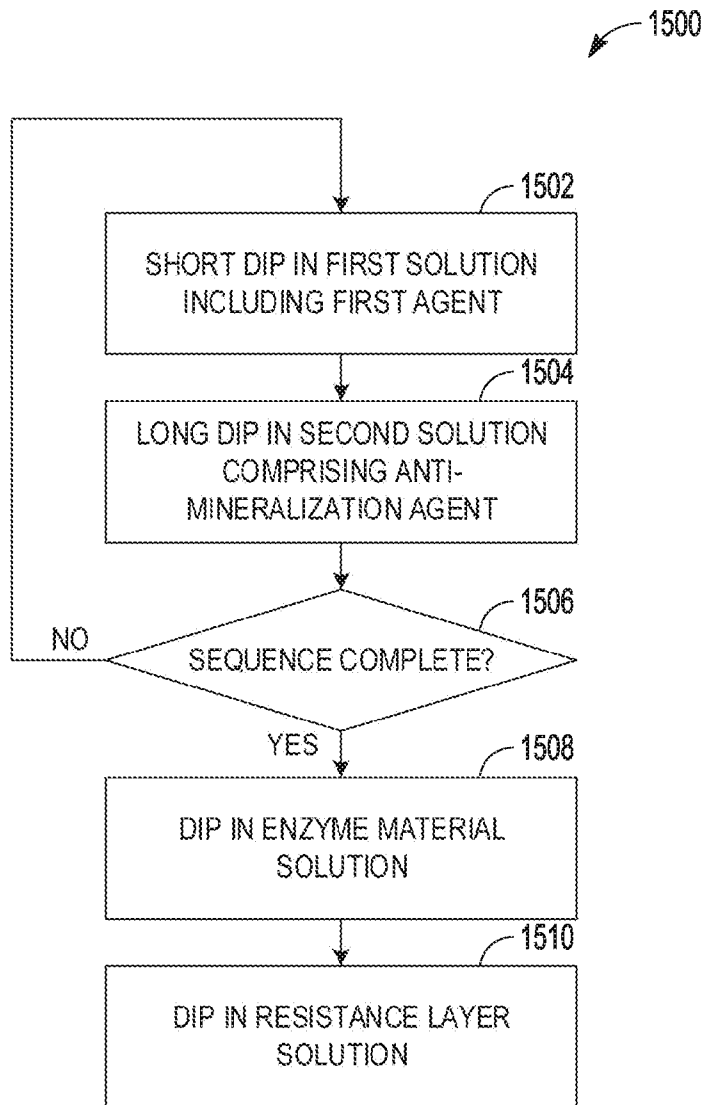 1500
1502
SHORT DIP IN FIRST SOLUTION
INCLUDING FIRST AGENT
1504
LONG DIP IN SECOND SOLUTION
COMPRISING ANTI-
MINERALIZATION AGENT
1506
NO
SEQUENCE COMPLETE?
YES
1508
DIP IN ENZYME MATERIAL
SOLUTION
1510
DIP IN RESISTANCE LAYER
SOLUTION